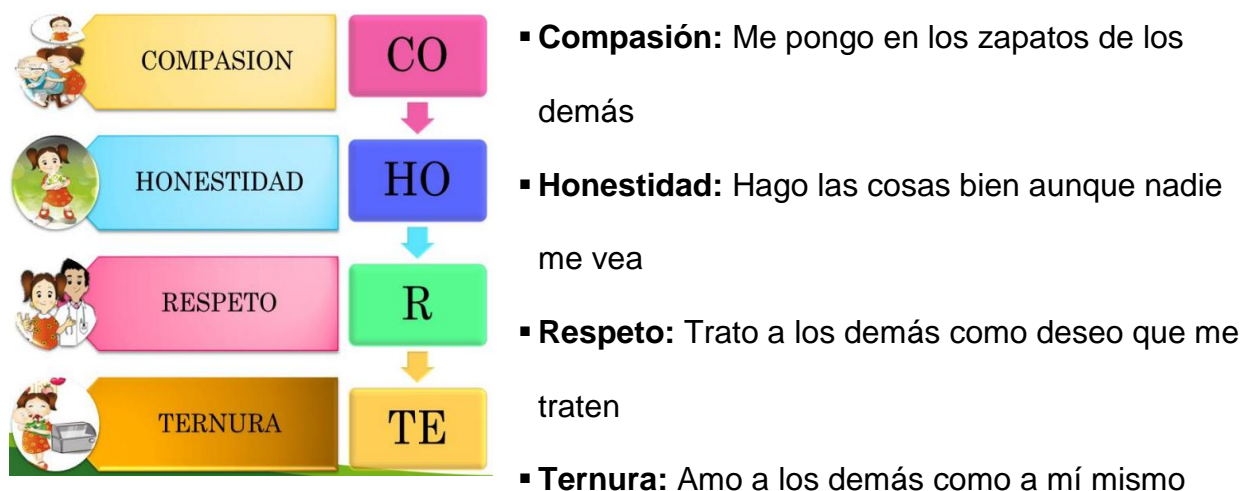 COMPASION
CO
HONESTIDAD
HO
RESPETO
R
TERNURA
TE
▪ Compasión: Me pongo en los zapatos de los
demás
▪ Honestidad: Hago las cosas bien aunque nadie
me vea
▪ Respeto: Trato a los demás como deseo que me
traten
▪ Ternura: Amo a los demás como a mí mismo